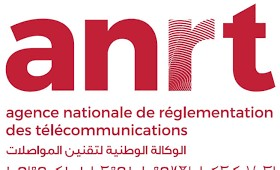 anrt
agence nationale de réglementation
des télécommunications
الوكالة الوطنية لتقنين المواصلات